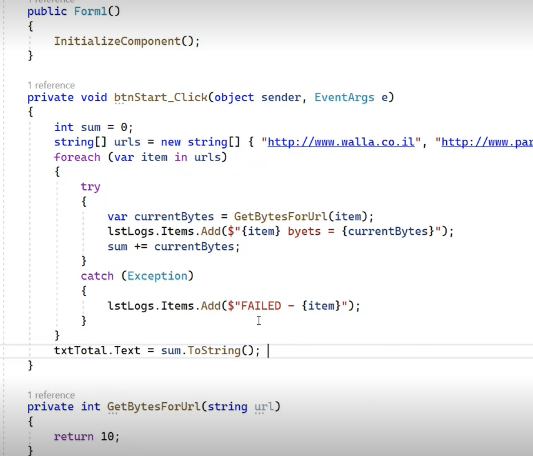 1 reference
public Form1()
{
InitializeComponent();
}
1 reference
private void btnStart_Click(object sender, EventArgs e)
{
int sum = 0;
string[] urls = new string[] { "http://www.walla.co.il", "http://www.par
foreach (var item in urls)
{
try
{
var currentBytes = GetBytesForUrl(item);
lstLogs.Items.Add($"{item} byets = {currentBytes}");
sum += currentBytes;
}
catch (Exception)
{
lstLogs.Items.Add($"FAILED - {item}");
}
}
txtTotal.Text = sum.ToString();
}
1 reference
private int GetBytesForUrl(string url)
{
return 10;
}